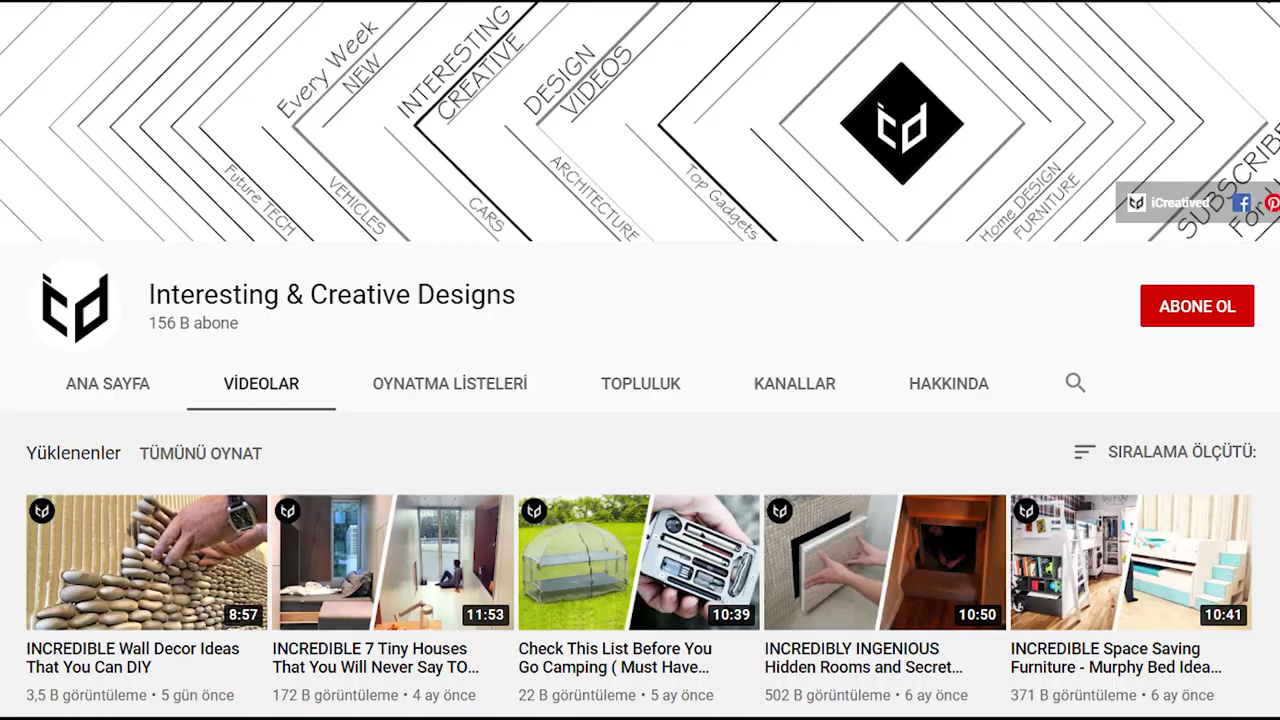 Every Week
NEW
INTERESTING
CREATIVE
DESIGN
VIDEOS
Future TECH
VEHICLES
CARS
ARCHITECTURE
Top Gadgets
Home DESIGN
FURNITURE
SUBSCRIBE
For
iCreatived
Interesting & Creative Designs
156 B abone
ABONE OL
ANA SAYFA
VİDEOLAR
OYNATMA LİSTELERİ
TOPLULUK
KANALLAR
HAKKINDA
Yüklenenler
TÜMÜNÜ OYNAT
SIRALAMA ÖLÇÜTÜ:
8:57
INCREDIBLE Wall Decor Ideas
That You Can DIY
3,5 B görüntüleme • 5 gün önce
11:53
INCREDIBLE 7 Tiny Houses
That You Will Never Say TO...
172 B görüntüleme • 4 ay önce
10:39
Check This List Before You
Go Camping ( Must Have...
22 B görüntüleme • 5 ay önce
10:50
INCREDIBLY INGENIOUS
Hidden Rooms and Secret...
502 B görüntüleme • 6 ay önce
10:41
INCREDIBLE Space Saving
Furniture - Murphy Bed Idea...
371 B görüntüleme • 6 ay önce